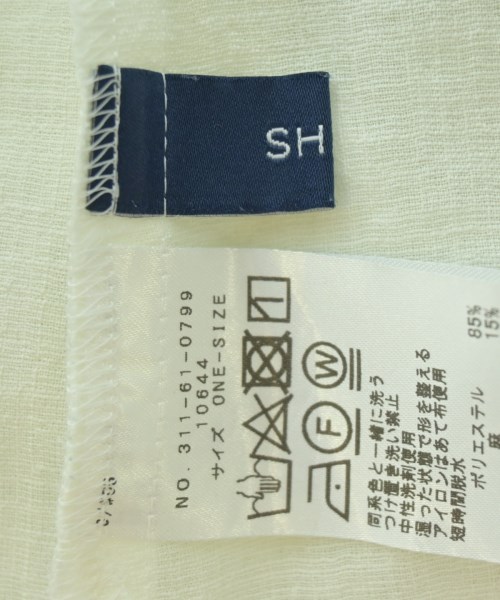 SH
NO. 311-61-0799
10644
サイズ ONE-SIZE
W
F
同系色と一緒に洗う
つけ置き洗い禁止
中性洗剤使用
湿った状態で形を整える
アイロンはあて布使用
短時間脱水
ポリエステル 85%
麻 15%